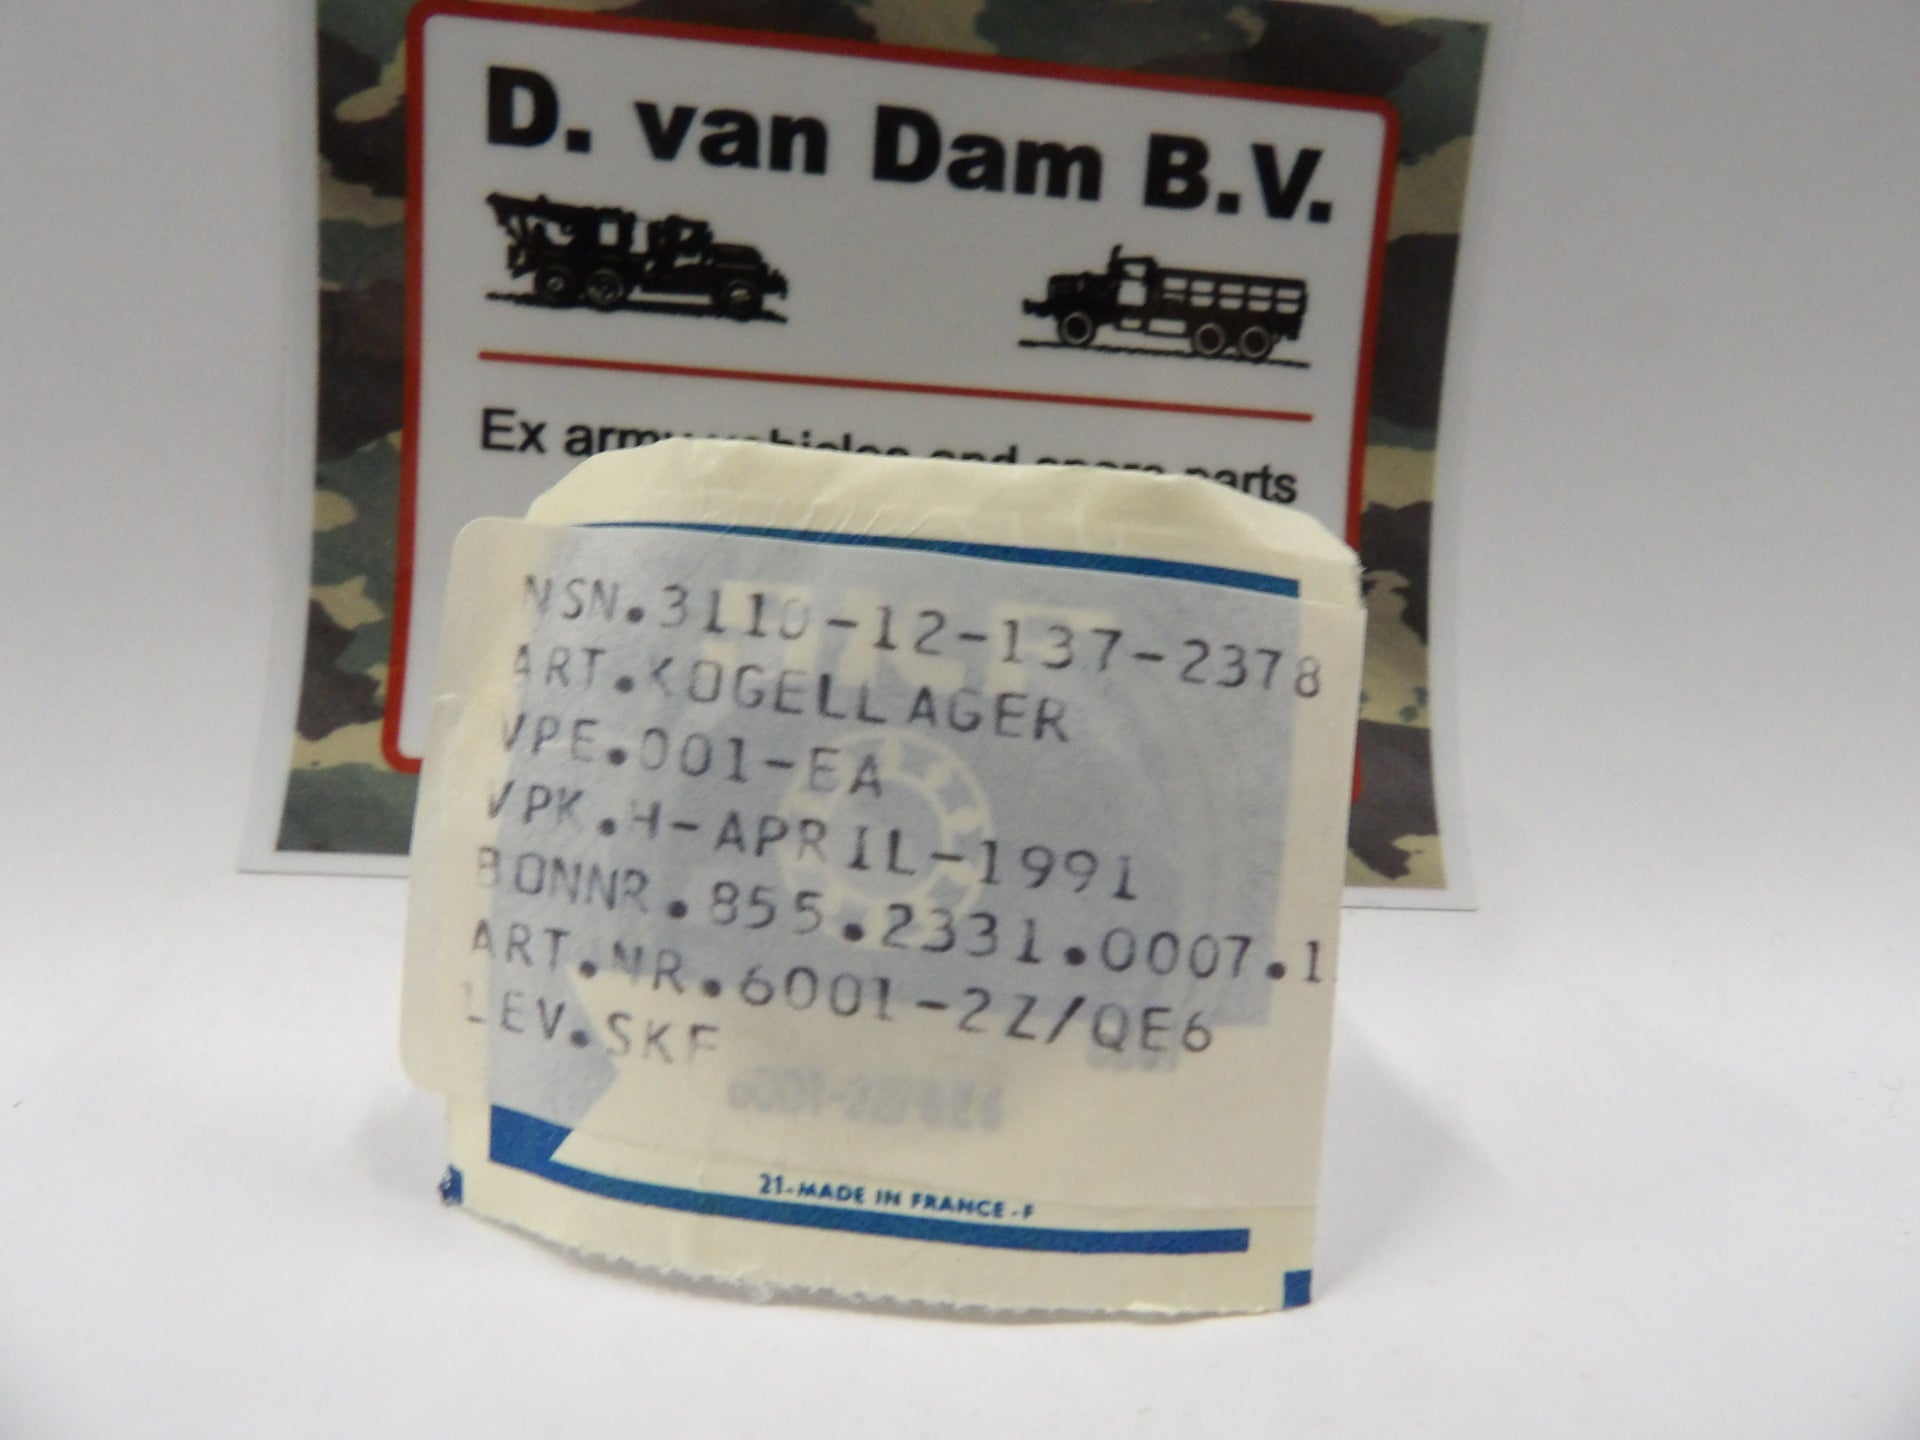 D. van Dam B.V.
Ex army vehicles and spare parts
NSN.3110-12-137-2378
ART.KOGELLAGER
VPE.001-EA
VPK.H-APRIL-1991
BONNR.855.2331.0007.1
ART.NR.6001-2Z/QE6
LEV.SKF
21-MADE IN FRANCE-F